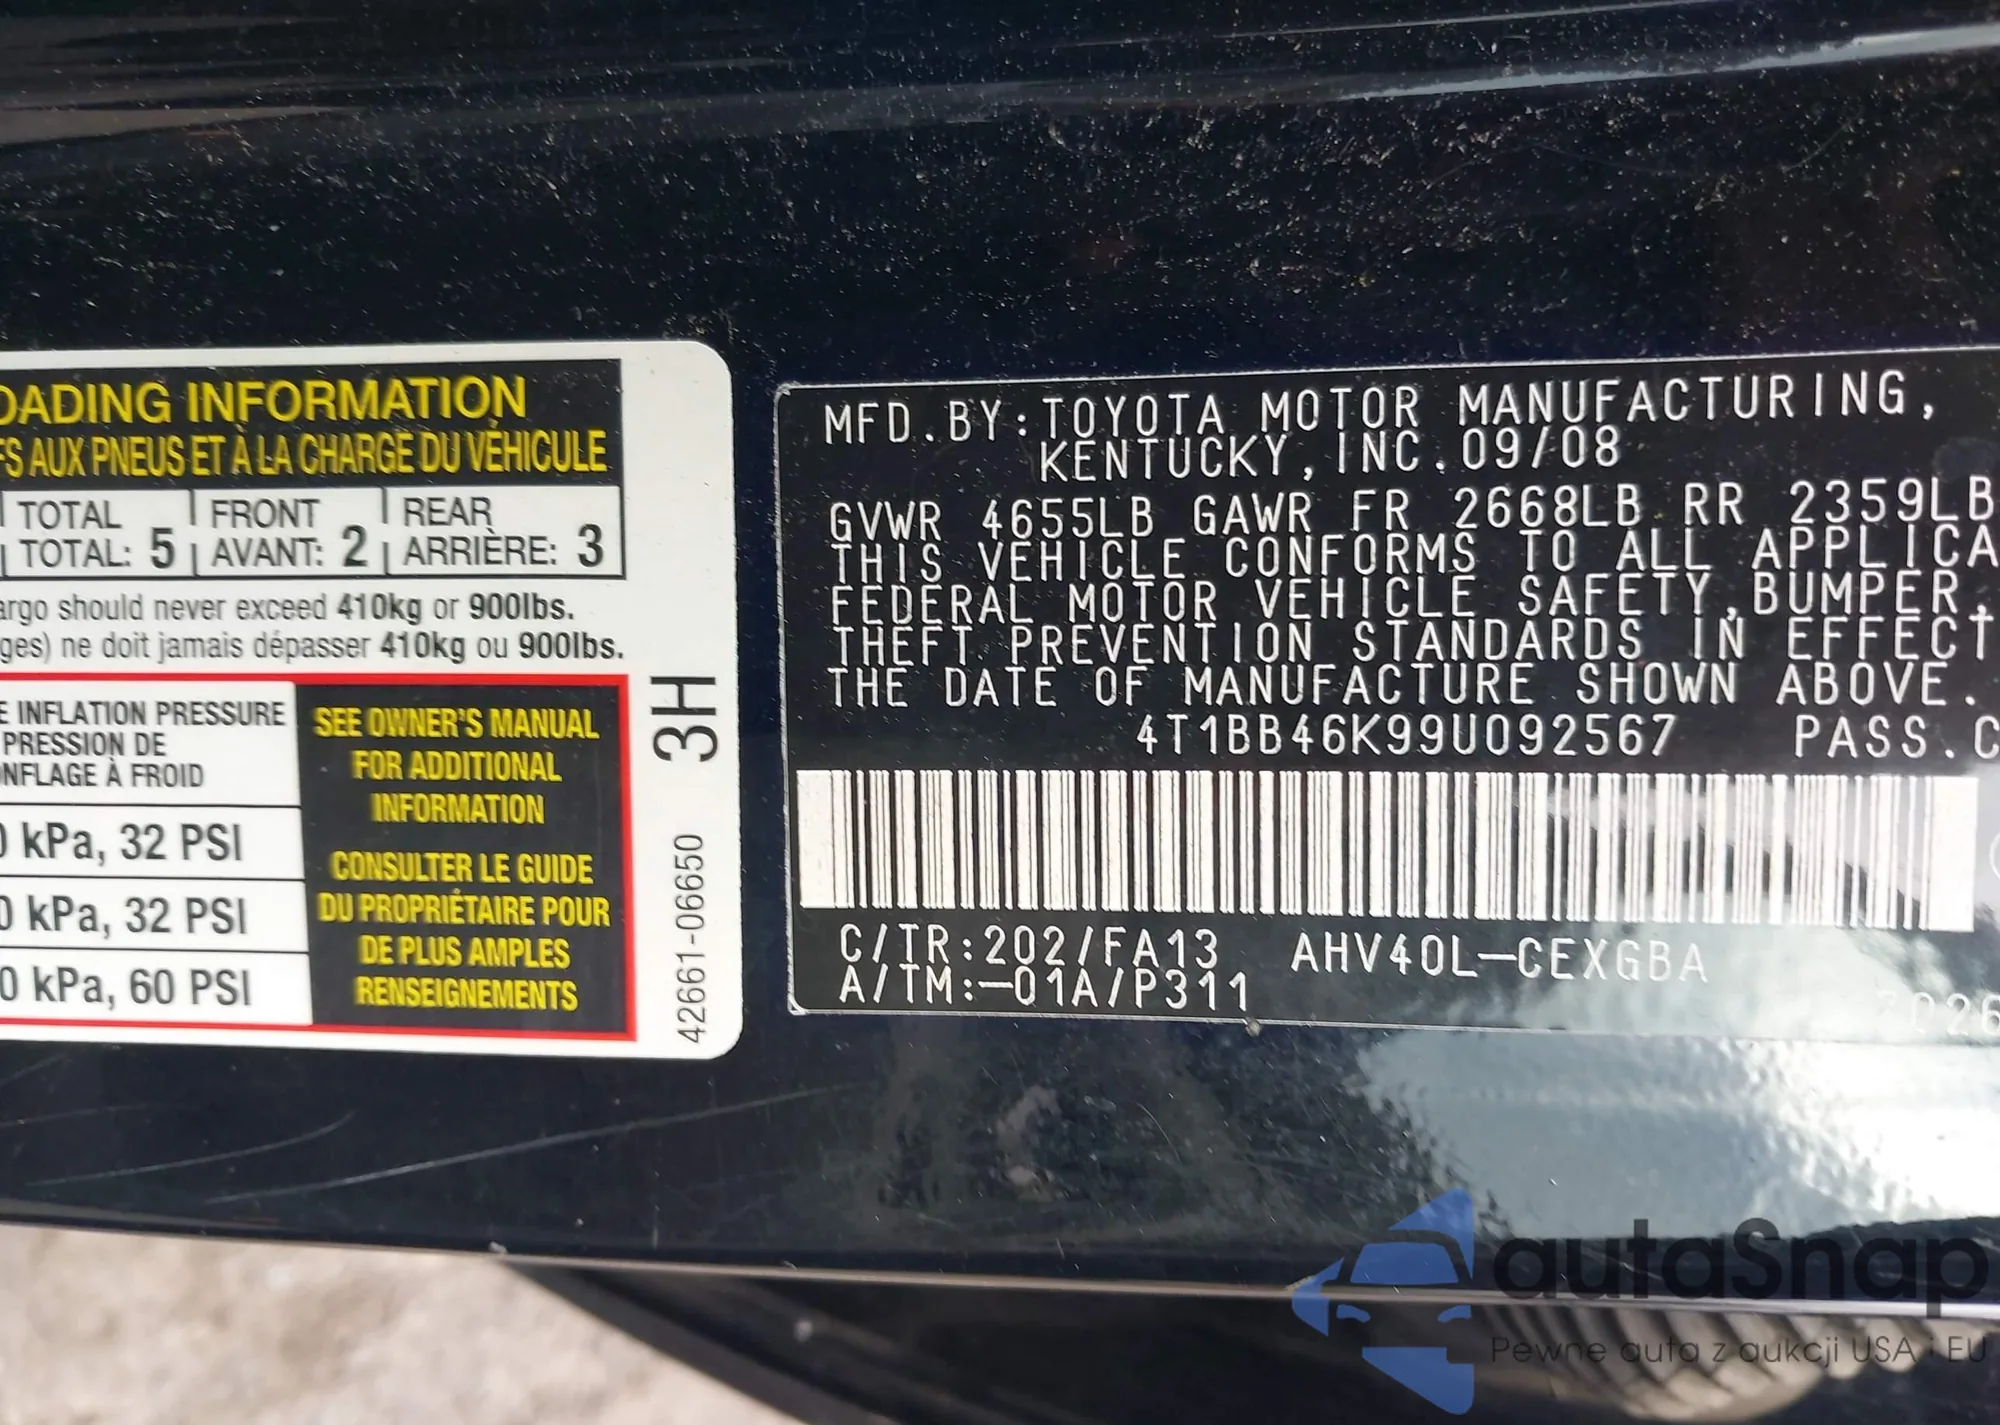 OADING INFORMATION
FS AUX PNEUS ET À LA CHARGE DU VÉHICULE
TOTAL FRONT REAR
TOTAL: 5 AVANT: 2 ARRIÈRE: 3
argo should never exceed 410kg or 900lbs.
ges) ne doit jamais dépasser 410kg ou 900lbs.
E INFLATION PRESSURE
PRESSION DE
NFLAGE À FROID
0 kPa, 32 PSI
0 kPa, 32 PSI
0 kPa, 60 PSI
SEE OWNER'S MANUAL
FOR ADDITIONAL
INFORMATION
CONSULTER LE GUIDE
DU PROPRIÉTAIRE POUR
DE PLUS AMPLES
RENSEIGNEMENTS
3H
42661-06650
MFD.BY:TOYOTA MOTOR MANUFACTURING,
KENTUCKY,INC.09/08
GVWR 4655LB GAWR FR 2668LB RR 2359LB
THIS VEHICLE CONFORMS TO ALL APPLICA
FEDERAL MOTOR VEHICLE SAFETY,BUMPER,
THEFT PREVENTION STANDARDS IN EFFECT
THE DATE OF MANUFACTURE SHOWN ABOVE.
4T1BB46K99U092567 PASS.C
C/TR:202/FA13 AHV40L-CEXGBA
A/TM:-01A/P311
7026
autaSnap
Pewne auta z aukcji USA i EU